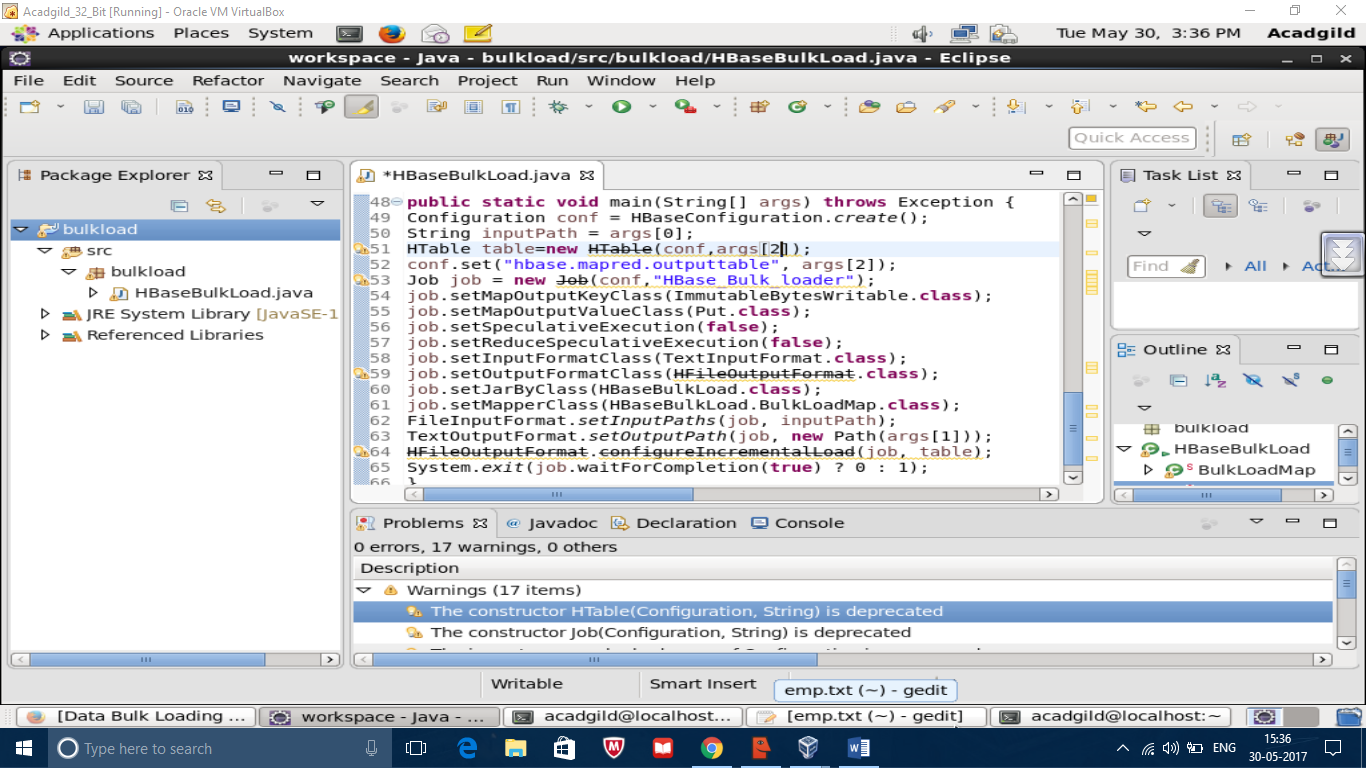 Acadgild_32_Bit [Running] - Oracle VM VirtualBox
Applications Places System Tue May 30, 3:36 PM Acadgild
workspace - Java - bulkload/src/bulkload/HBaseBulkLoad.java - Eclipse
File Edit Source Refactor Navigate Search Project Run Window Help
Quick Access
Package Explorer
bulkload
src
bulkload
HBaseBulkLoad.java
JRE System Library [JavaSE-1
Referenced Libraries
*HBaseBulkLoad.java
48 public static void main(String[] args) throws Exception {
49 Configuration conf = HBaseConfiguration.create();
50 String inputPath = args[0];
51 HTable table=new HTable(conf,args[2]);
52 conf.set("hbase.mapred.outputtable", args[2]);
53 Job job = new Job(conf,"HBase_Bulk_loader");
54 job.setMapOutputKeyClass(ImmutableBytesWritable.class);
55 job.setMapOutputValueClass(Put.class);
56 job.setSpeculativeExecution(false);
57 job.setReduceSpeculativeExecution(false);
58 job.setInputFormatClass(TextInputFormat.class);
59 job.setOutputFormatClass(HFileOutputFormat.class);
60 job.setJarByClass(HBaseBulkLoad.class);
61 job.setMapperClass(HBaseBulkLoad.BulkLoadMap.class);
62 FileInputFormat.setInputPaths(job, inputPath);
63 TextOutputFormat.setOutputPath(job, new Path(args[1]));
64 HFileOutputFormat.configureIncrementalLoad(job, table);
65 System.exit(job.waitForCompletion(true) ? 0 : 1);
66 }
Task List
Find All
Outline
bulkload
HBaseBulkLoad
BulkLoadMap
Problems Javadoc Declaration Console
0 errors, 17 warnings, 0 others
Description
Warnings (17 items)
The constructor HTable(Configuration, String) is deprecated
The constructor Job(Configuration, String) is deprecated
Writable Smart Insert
emp.txt (~) - gedit
[Data Bulk Loading ... workspace - Java - ... acadgild@localhost... [emp.txt (~) - gedit] acadgild@localhost:~
Type here to search
ENG
15:36
30-05-2017